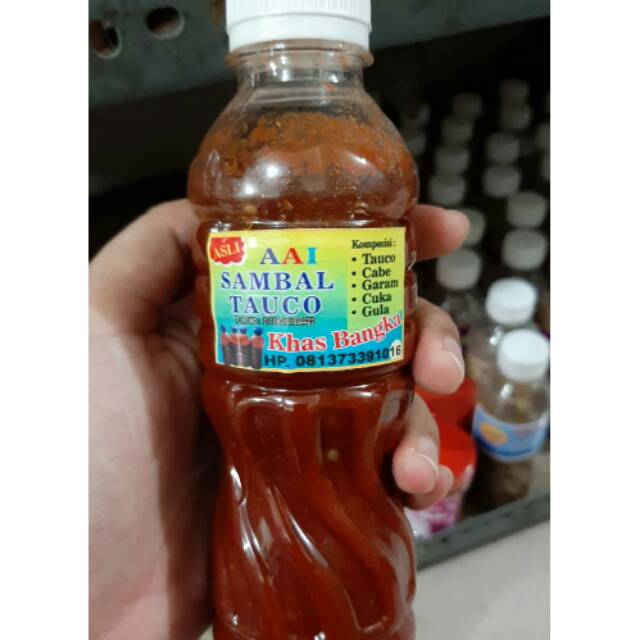 ASLI
AAI
SAMBAL
TAUCO
Khas Bangka
HP. 081373391016
Komposisi :
• Tauco
• Cabe
• Garam
• Cuka
• Gula